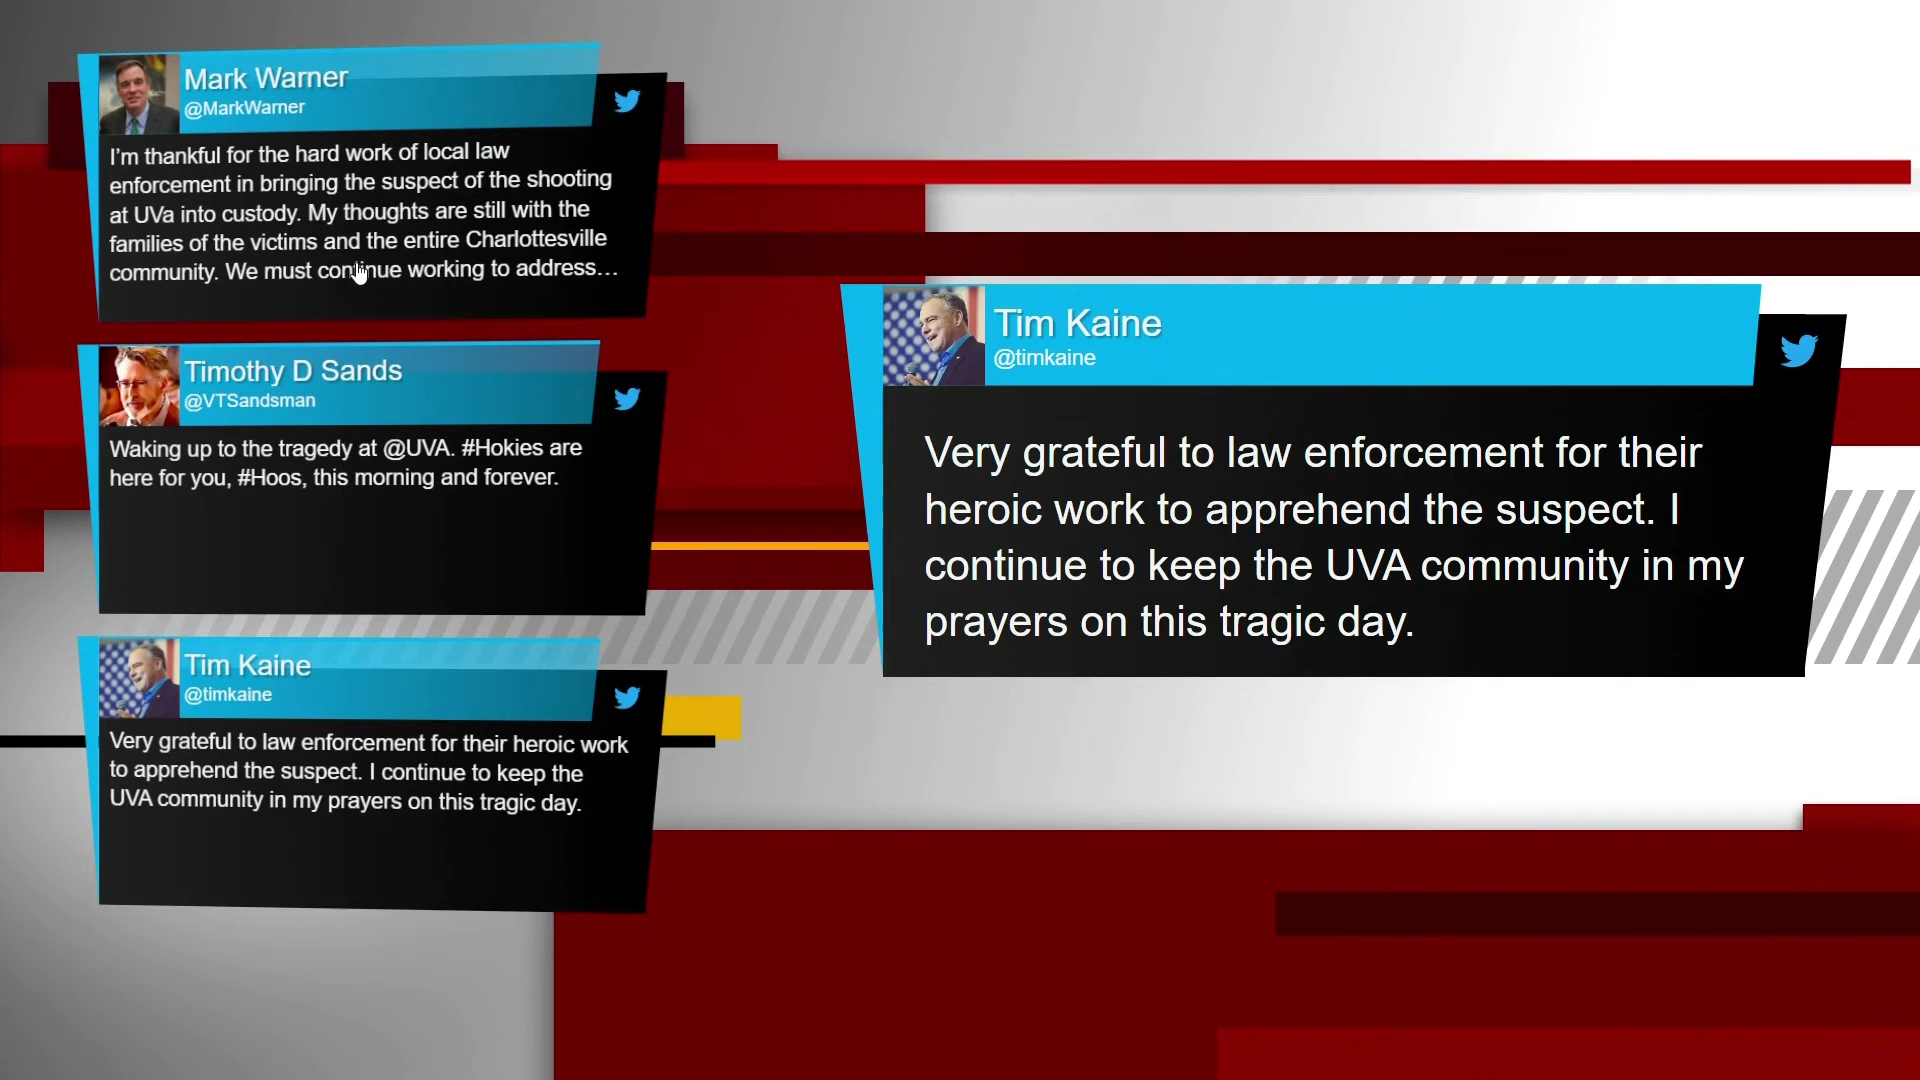 Mark Warner
@MarkWarner
I’m thankful for the hard work of local law
enforcement in bringing the suspect of the shooting
at UVa into custody. My thoughts are still with the
families of the victims and the entire Charlottesville
community. We must continue working to address…
Timothy D Sands
@VTSandsman
Waking up to the tragedy at @UVA. #Hokies are
here for you, #Hoos, this morning and forever.
Tim Kaine
@timkaine
Very grateful to law enforcement for their heroic work
to apprehend the suspect. I continue to keep the
UVA community in my prayers on this tragic day.
Tim Kaine
@timkaine
Very grateful to law enforcement for their
heroic work to apprehend the suspect. I
continue to keep the UVA community in my
prayers on this tragic day.